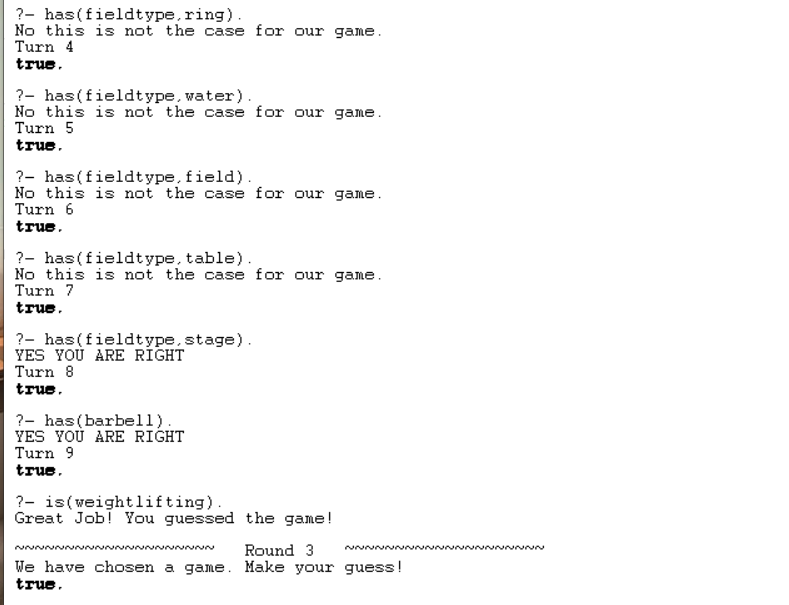 ?- has(fieldtype,ring).
No this is not the case for our game.
Turn 4
true.
?- has(fieldtype,water).
No this is not the case for our game.
Turn 5
true.
?- has(fieldtype,field).
No this is not the case for our game.
Turn 6
true.
?- has(fieldtype,table).
No this is not the case for our game.
Turn 7
true.
?- has(fieldtype,stage).
YES YOU ARE RIGHT
Turn 8
true.
?- has(barbell).
YES YOU ARE RIGHT
Turn 9
true.
?- is(weightlifting).
Great Job! You guessed the game!
~~~~~~~~~~~~~~~~~~~~   Round 3   ~~~~~~~~~~~~~~~~~~~~
We have chosen a game. Make your guess!
true.